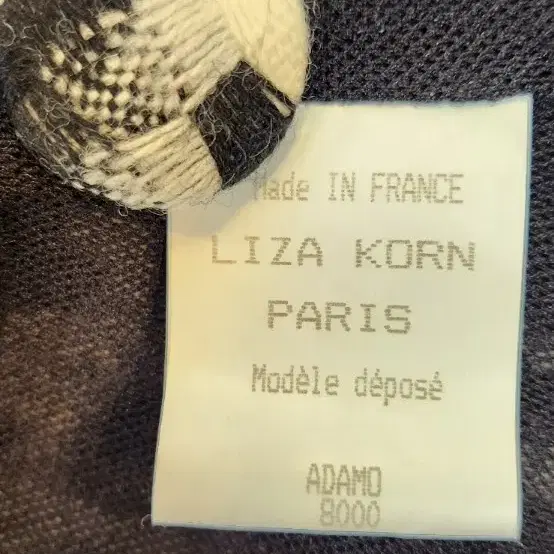 Made IN FRANCE
LIZA KORN
PARIS
Modèle déposé
ADAMO
8000